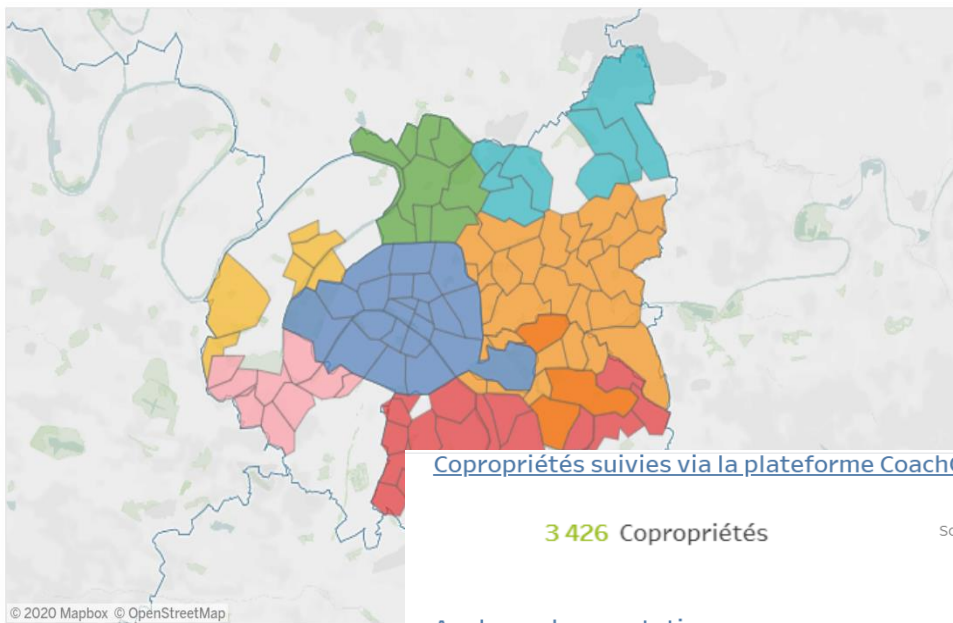 Copropriétés suivies via la plateforme Coach
3 426 Copropriétés
© 2020 Mapbox © OpenStreetMap